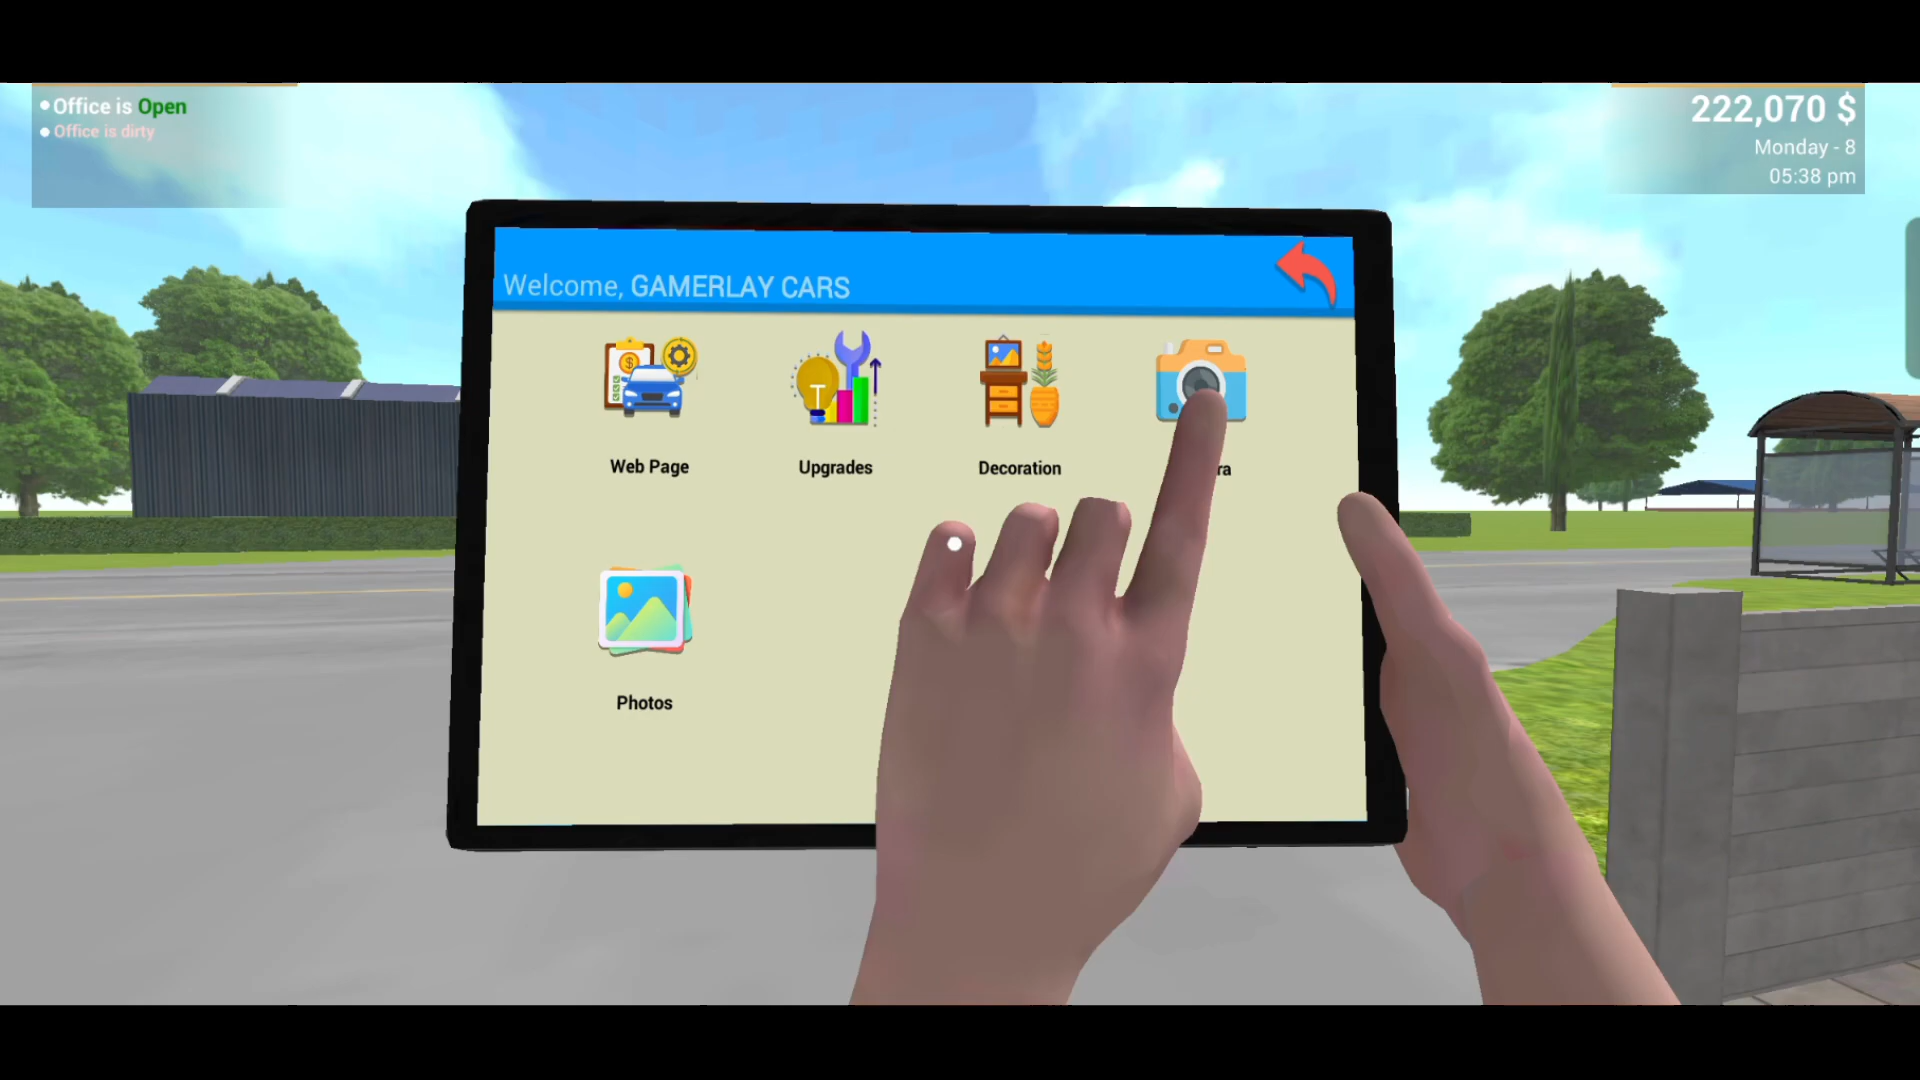 Office is Open
Office is dirty
222,070 $
Monday - 8
05:38 pm
Welcome, GAMERLAY CARS
Web Page
Upgrades
Decoration
Photos